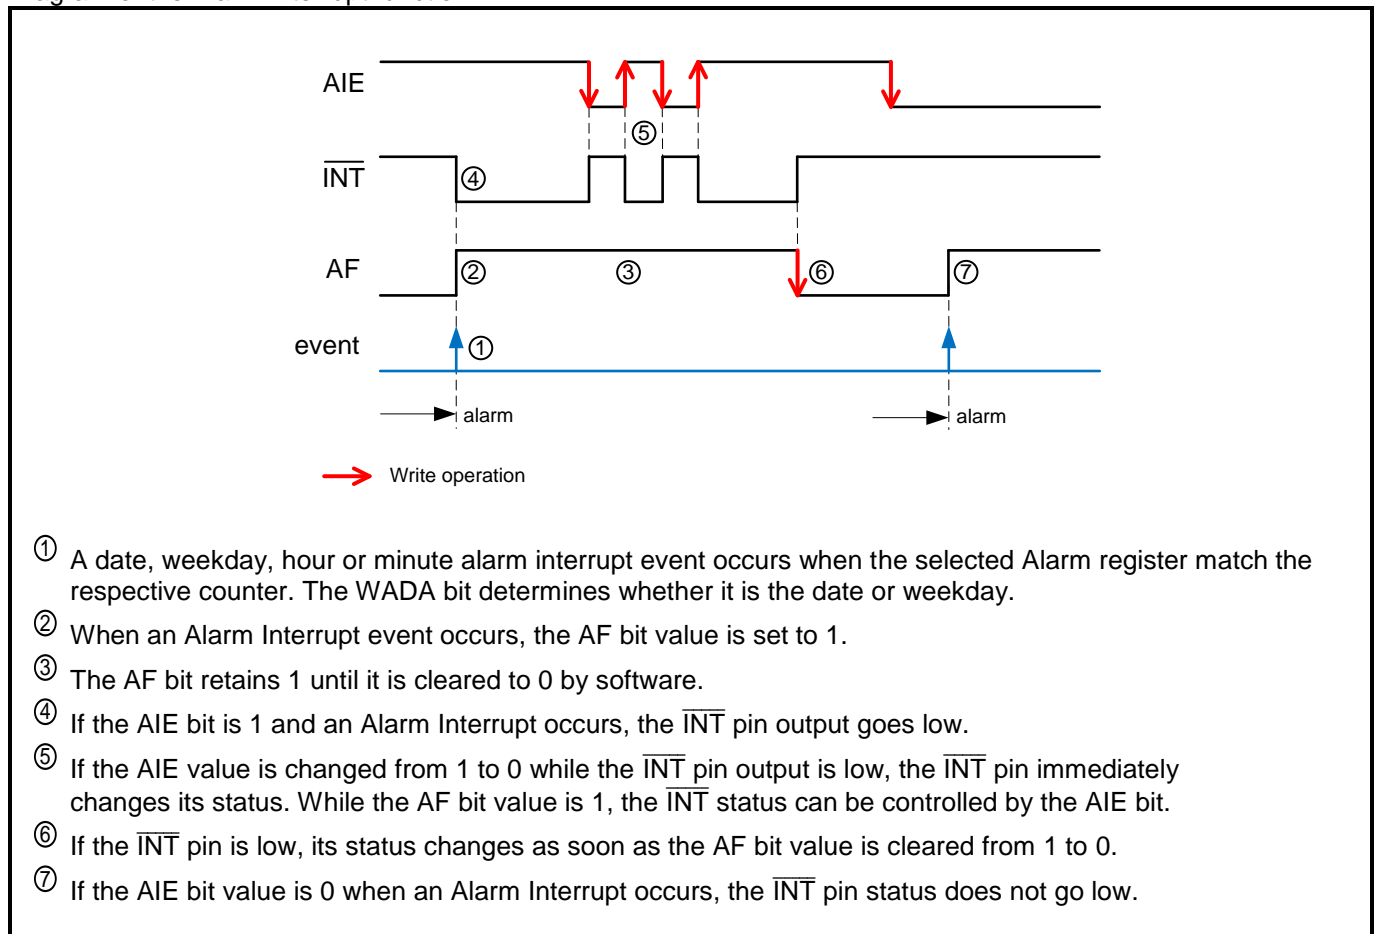 AIE
⑤
INT
④
AF
② ③ ⑥ ⑦
event
①
alarm alarm
Write operation
① A date, weekday, hour or minute alarm interrupt event occurs when the selected Alarm register match the
respective counter. The WADA bit determines whether it is the date or weekday.
② When an Alarm Interrupt event occurs, the AF bit value is set to 1.
③ The AF bit retains 1 until it is cleared to 0 by software.
④ If the AIE bit is 1 and an Alarm Interrupt occurs, the INT pin output goes low.
⑤ If the AIE value is changed from 1 to 0 while the INT pin output is low, the INT pin immediately
changes its status. While the AF bit value is 1, the INT status can be controlled by the AIE bit.
⑥ If the INT pin is low, its status changes as soon as the AF bit value is cleared from 1 to 0.
⑦ If the AIE bit value is 0 when an Alarm Interrupt occurs, the INT pin status does not go low.